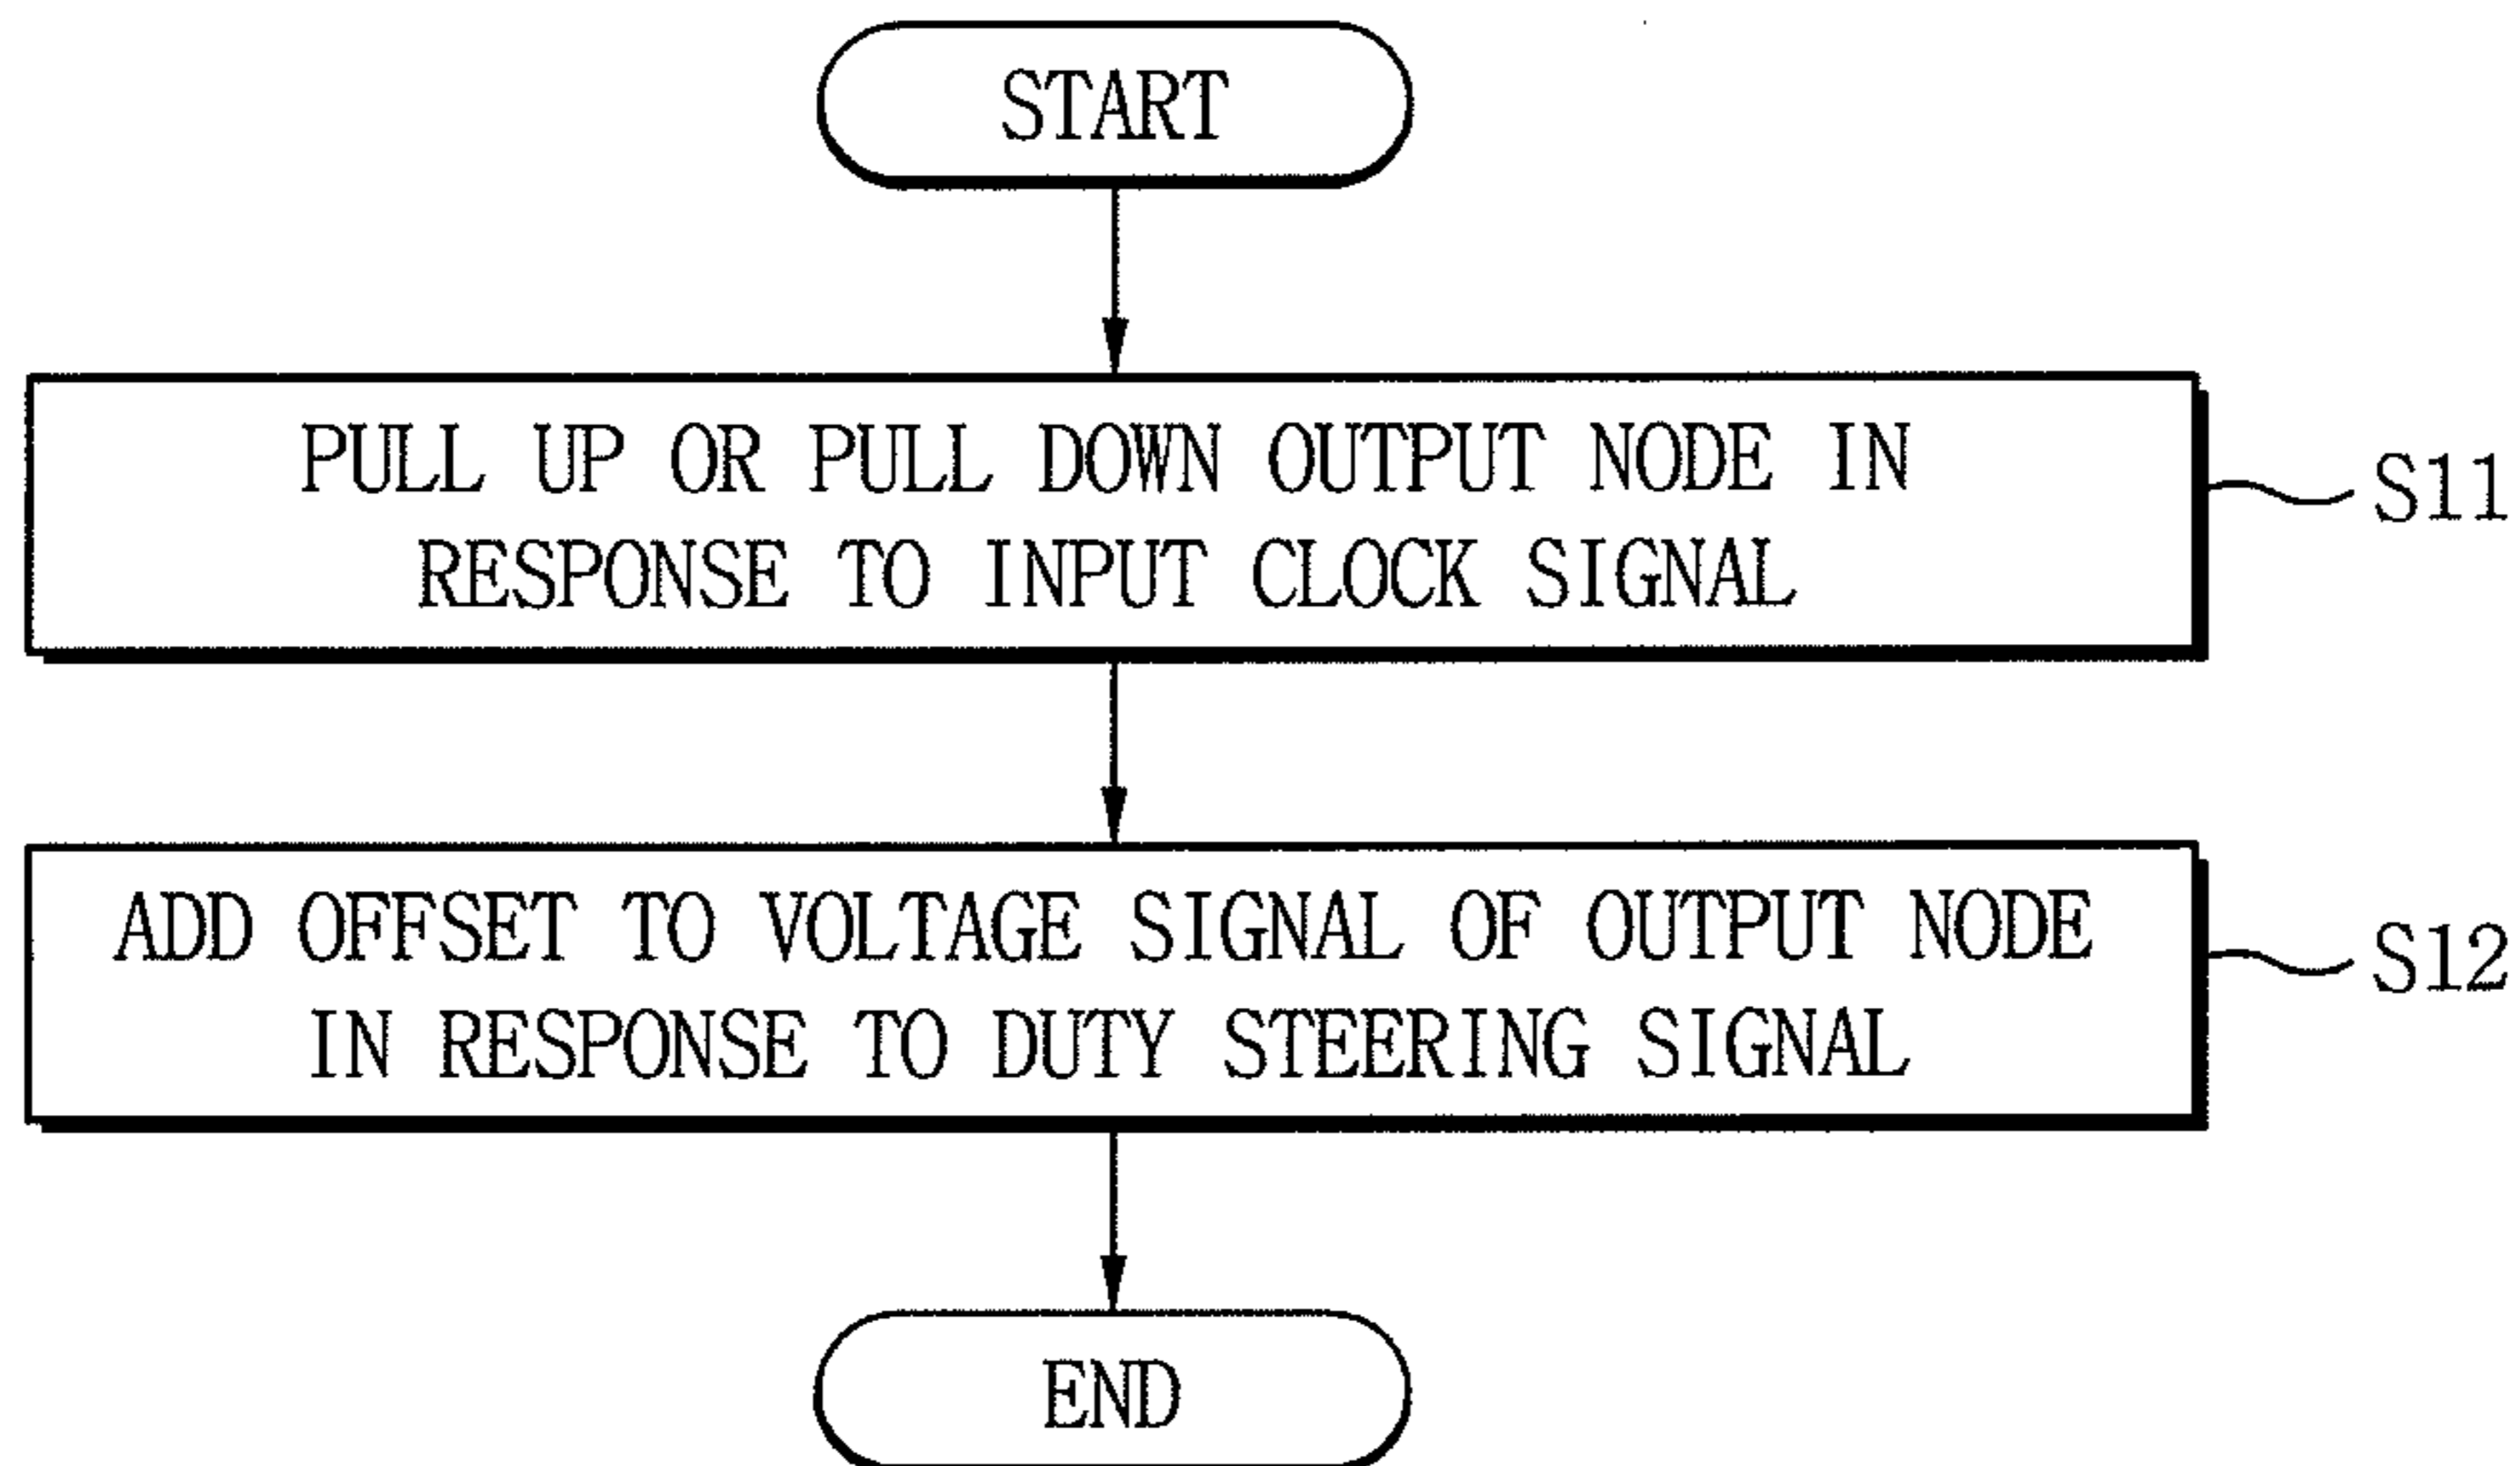 START
PULL UP OR PULL DOWN OUTPUT NODE IN
RESPONSE TO INPUT CLOCK SIGNAL
S11
ADD OFFSET TO VOLTAGE SIGNAL OF OUTPUT NODE
IN RESPONSE TO DUTY STEERING SIGNAL
S12
END